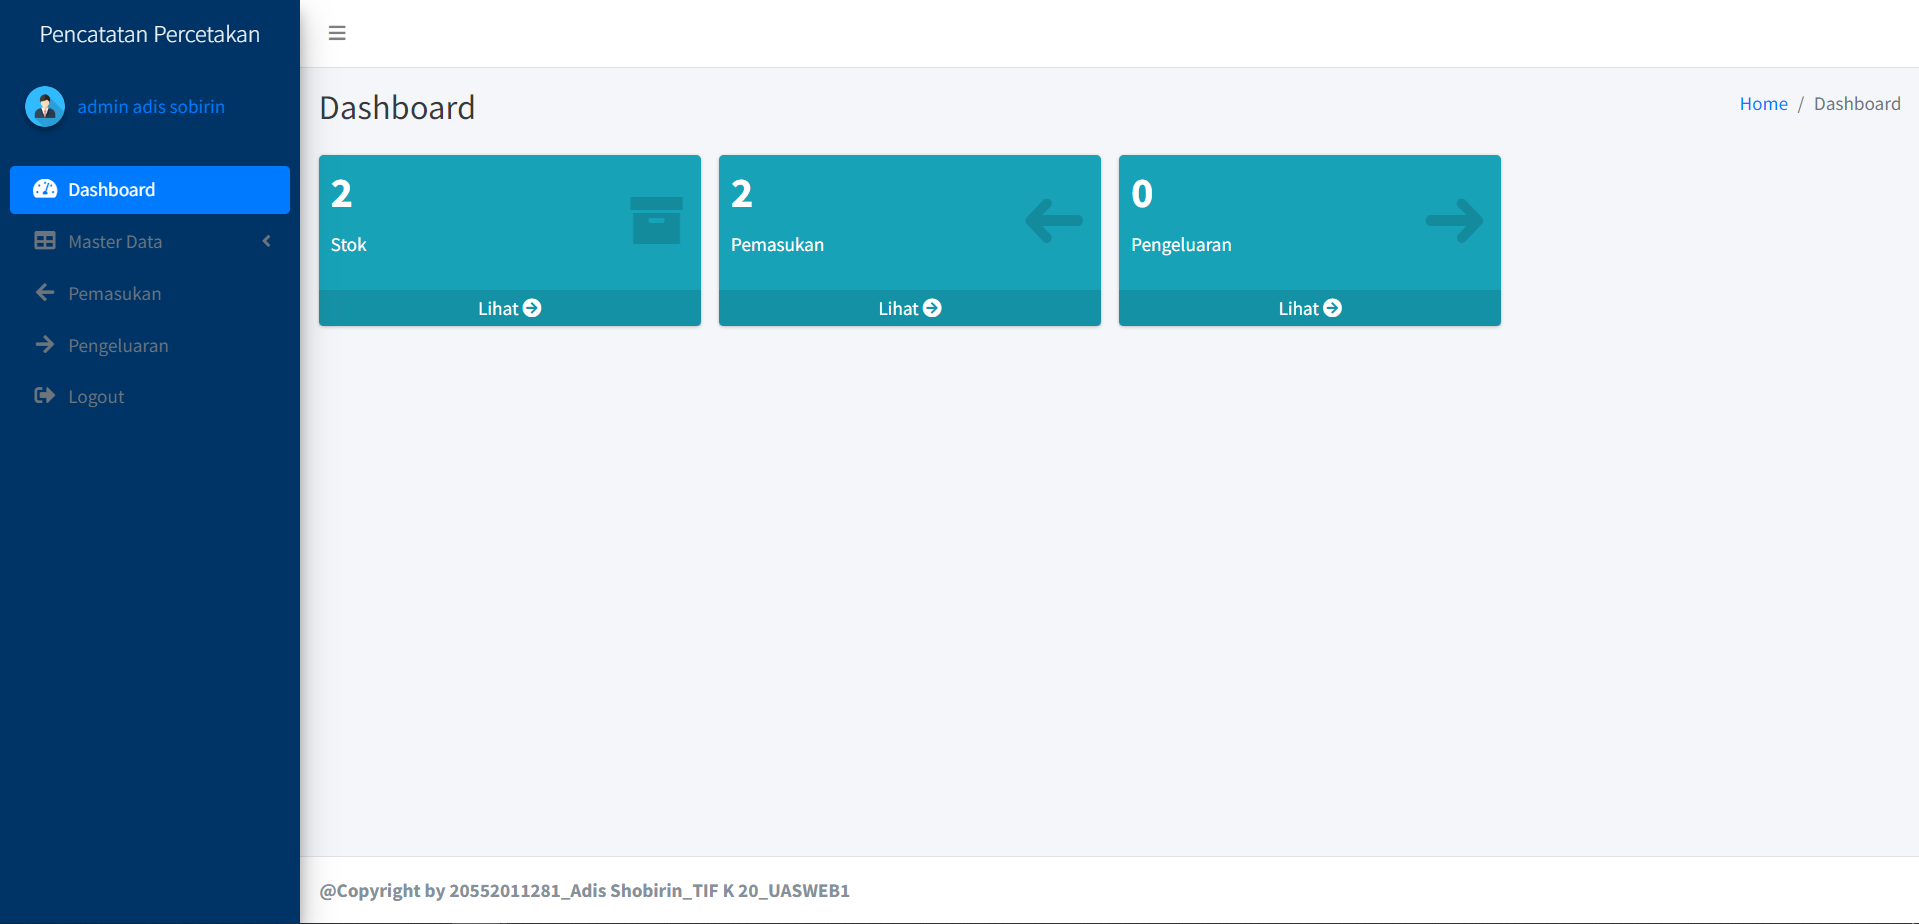 Pencatatan Percetakan
admin adis sobirin
Dashboard
Master Data
Pemasukan
Pengeluaran
Logout
Dashboard
Home / Dashboard
2
Stok
Lihat
2
Pemasukan
Lihat
0
Pengeluaran
Lihat
@Copyright by 20552011281_Adis Shobirin_TIF K 20_UASWEB1